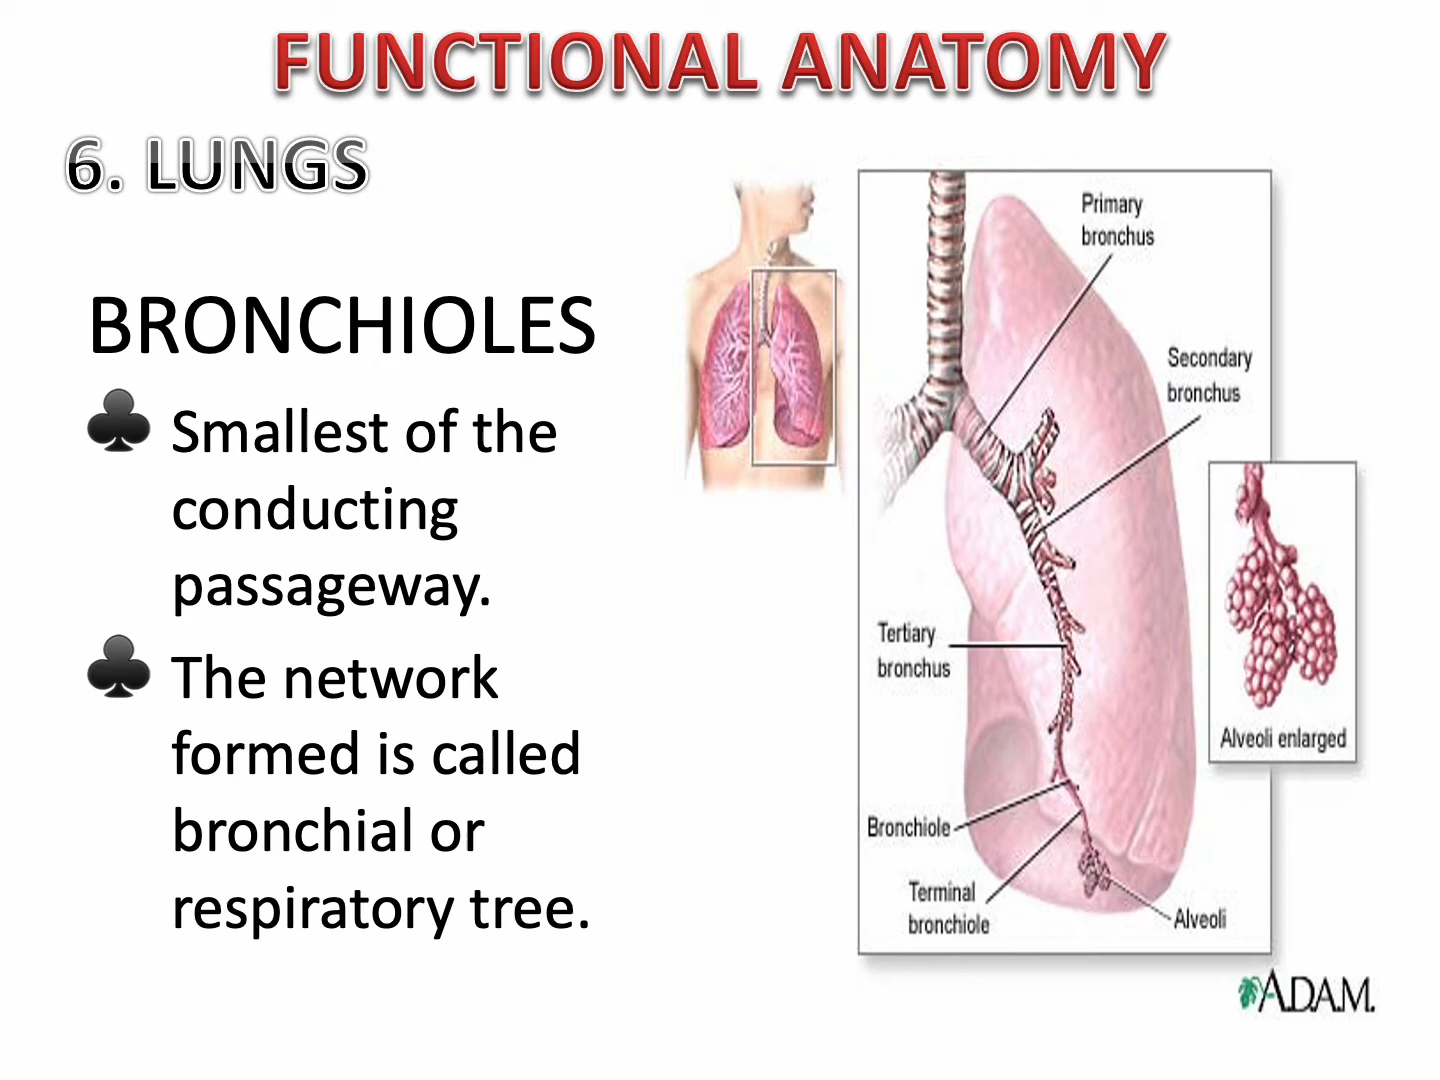 FUNCTIONAL ANATOMY
6. LUNGS
BRONCHIOLES
Smallest of the
conducting
passageway.
The network
formed is called
bronchial or
respiratory tree.
Primary
bronchus
Secondary
bronchus
Tertiary
bronchus
Alveoli enlarged
Bronchiole
Terminal
bronchiole
Alveoli
A.D.A.M.